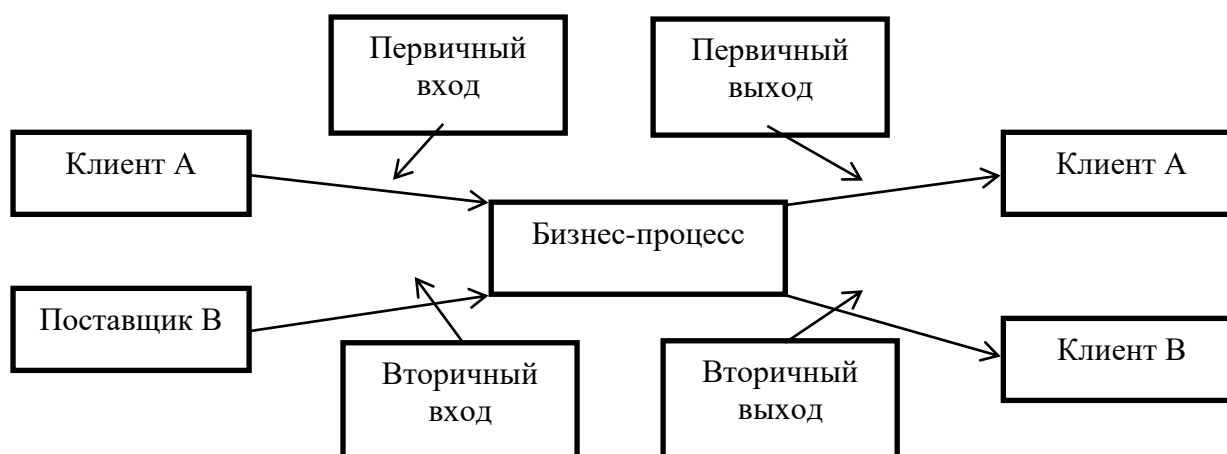 Первичный
вход
Первичный
выход
Клиент А
Клиент А
Бизнес-процесс
Поставщик В
Клиент В
Вторичный
вход
Вторичный
выход